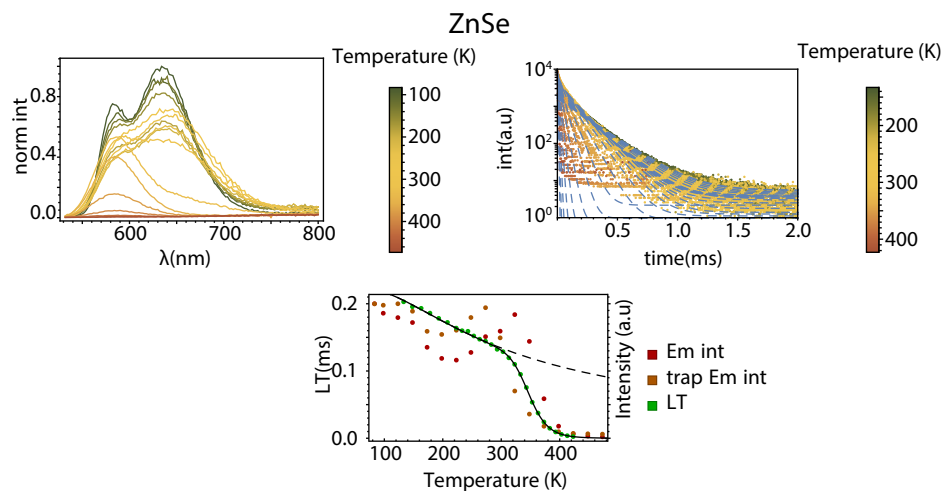 ZnSe
Temperature (K)
norm int
0.8
0.4
0.0
600
700
800
λ(nm)
100
200
300
400
Temperature (K)
int(a.u)
10⁴
10²
10⁰
0.5
1.0
1.5
2.0
time(ms)
200
300
400
LT(ms)
0.2
0.1
0.0
100
200
300
400
Temperature (K)
Intensity (a.u)
Em int
trap Em int
LT